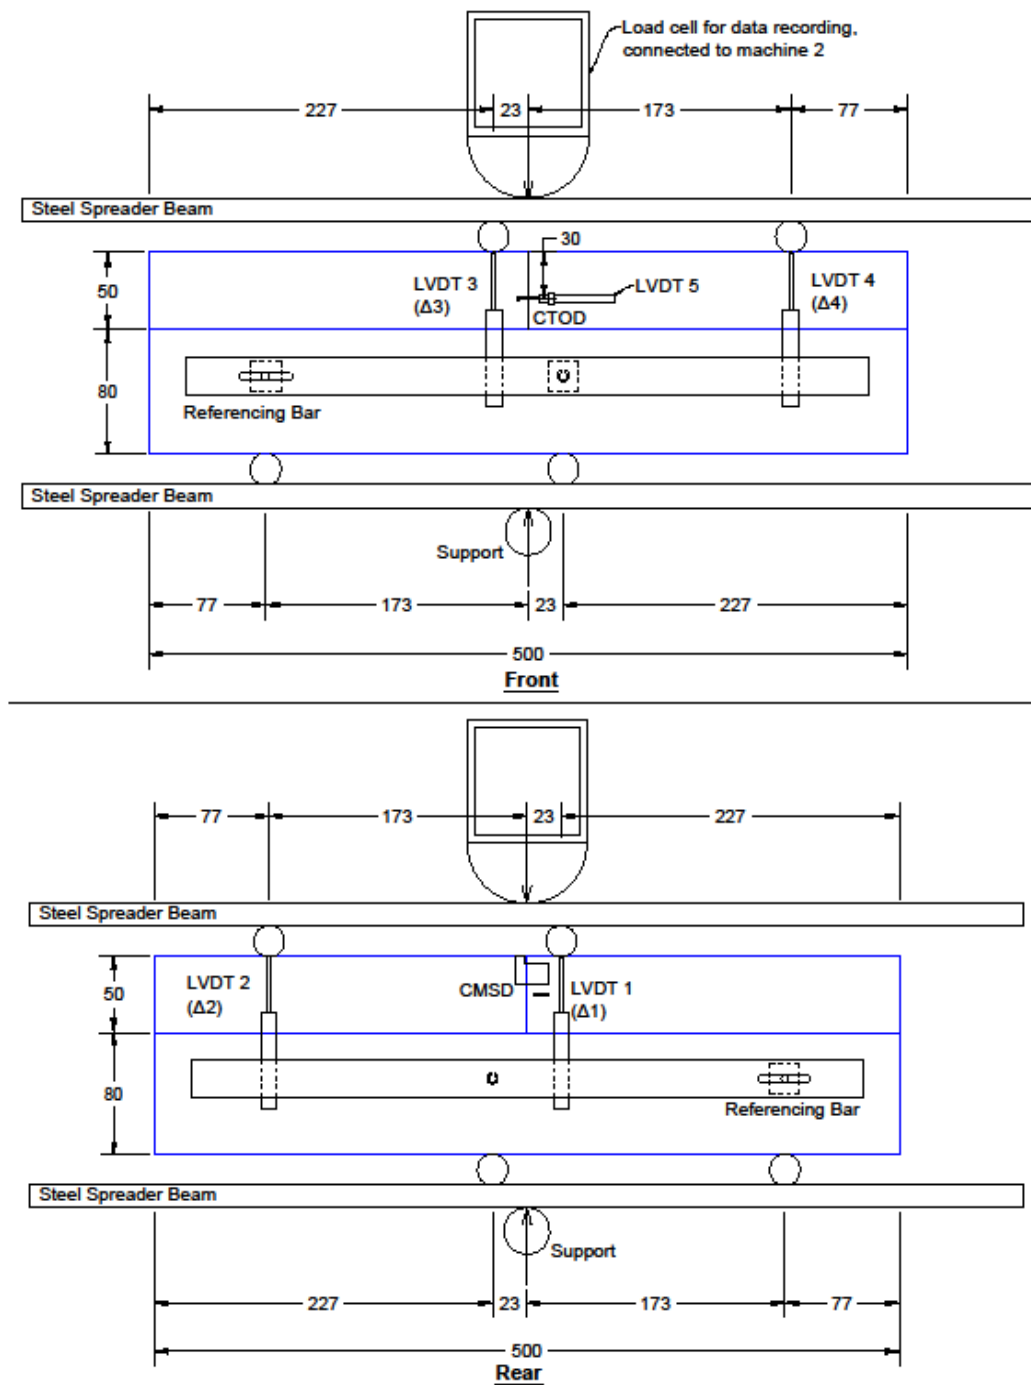 Load cell for data recording,
connected to machine 2
227
23
173
77
Steel Spreader Beam
30
50
LVDT 3
(Δ3)
LVDT 5
LVDT 4
(Δ4)
CTOD
80
Referencing Bar
Steel Spreader Beam
Support
77
173
23
227
500
Front
77
173
23
227
Steel Spreader Beam
50
LVDT 2
(Δ2)
CMSD
LVDT 1
(Δ1)
80
Referencing Bar
Steel Spreader Beam
Support
227
23
173
77
500
Rear